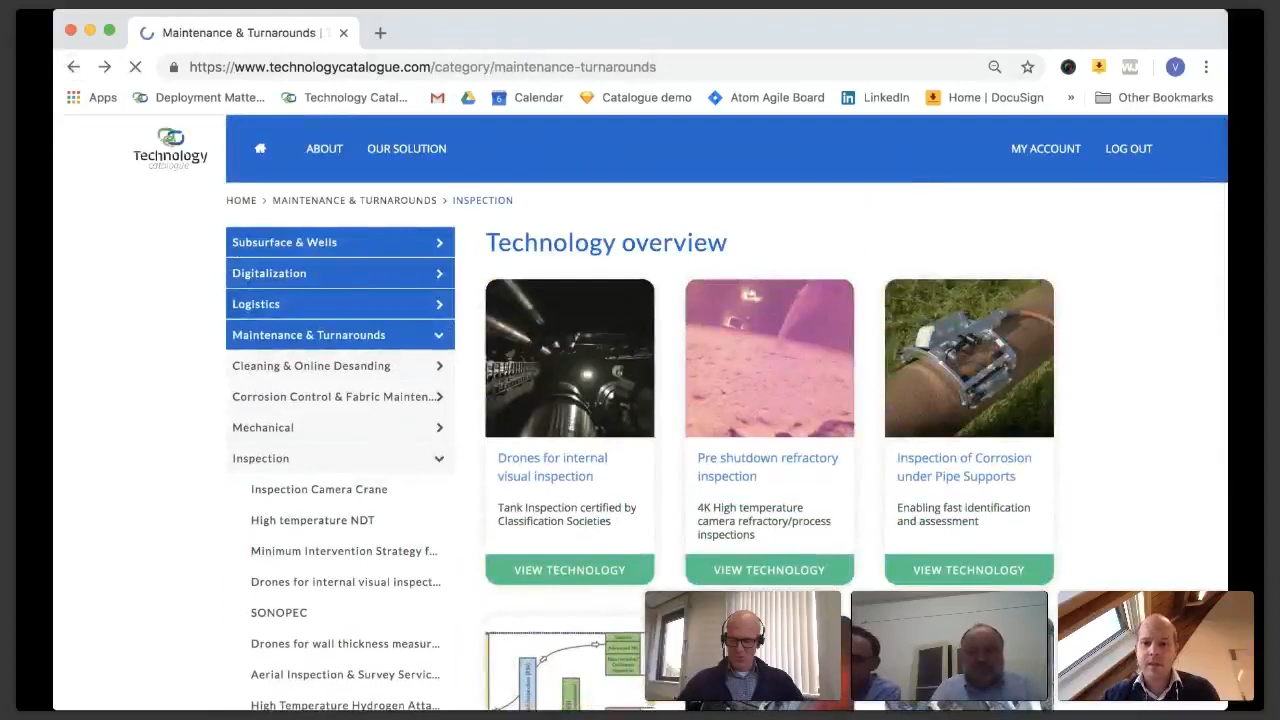 Maintenance & Turnarounds |
https://www.technologycatalogue.com/category/maintenance-turnarounds
V
Apps
Deployment Matte...
Technology Catal...
6
Calendar
Catalogue demo
Atom Agile Board
LinkedIn
Home | DocuSign
»
Other Bookmarks
Technology
catalogue
ABOUT
OUR SOLUTION
MY ACCOUNT
LOG OUT
HOME > MAINTENANCE & TURNAROUNDS > INSPECTION
Subsurface & Wells
Digitalization
Logistics
Maintenance & Turnarounds
Cleaning & Online Desanding
Corrosion Control & Fabric Mainten...
Mechanical
Inspection
Inspection Camera Crane
High temperature NDT
Minimum Intervention Strategy f...
Drones for internal visual inspect...
SONOPEC
Drones for wall thickness measur...
Aerial Inspection & Survey Servic...
High Temperature Hydrogen Atta...
Technology overview
Drones for internal
visual inspection
Tank Inspection certified by
Classification Societies
VIEW TECHNOLOGY
Pre shutdown refractory
inspection
4K High temperature
camera refractory/process
inspections
VIEW TECHNOLOGY
Inspection of Corrosion
under Pipe Supports
Enabling fast identification
and assessment
VIEW TECHNOLOGY